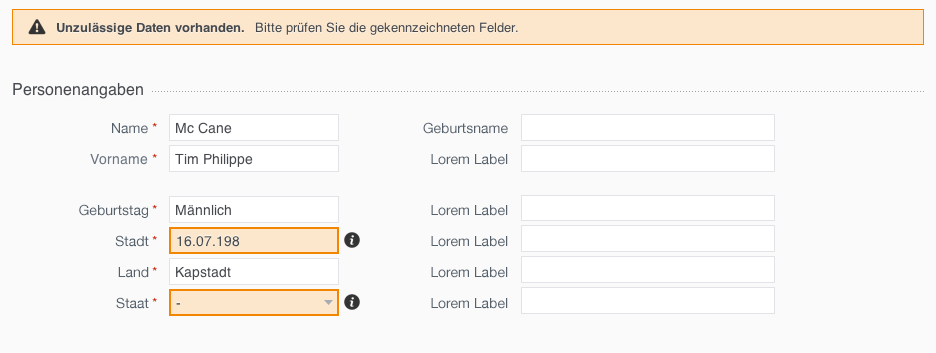 Unzulässige Daten vorhanden. Bitte prüfen Sie die gekennzeichneten Felder.
Personenangaben
Name * Mc Cane Geburtsname
Vorname * Tim Philippe Lorem Label
Geburtstag * Männlich Lorem Label
Stadt * 16.07.198 Lorem Label
Land * Kapstadt Lorem Label
Staat * - Lorem Label